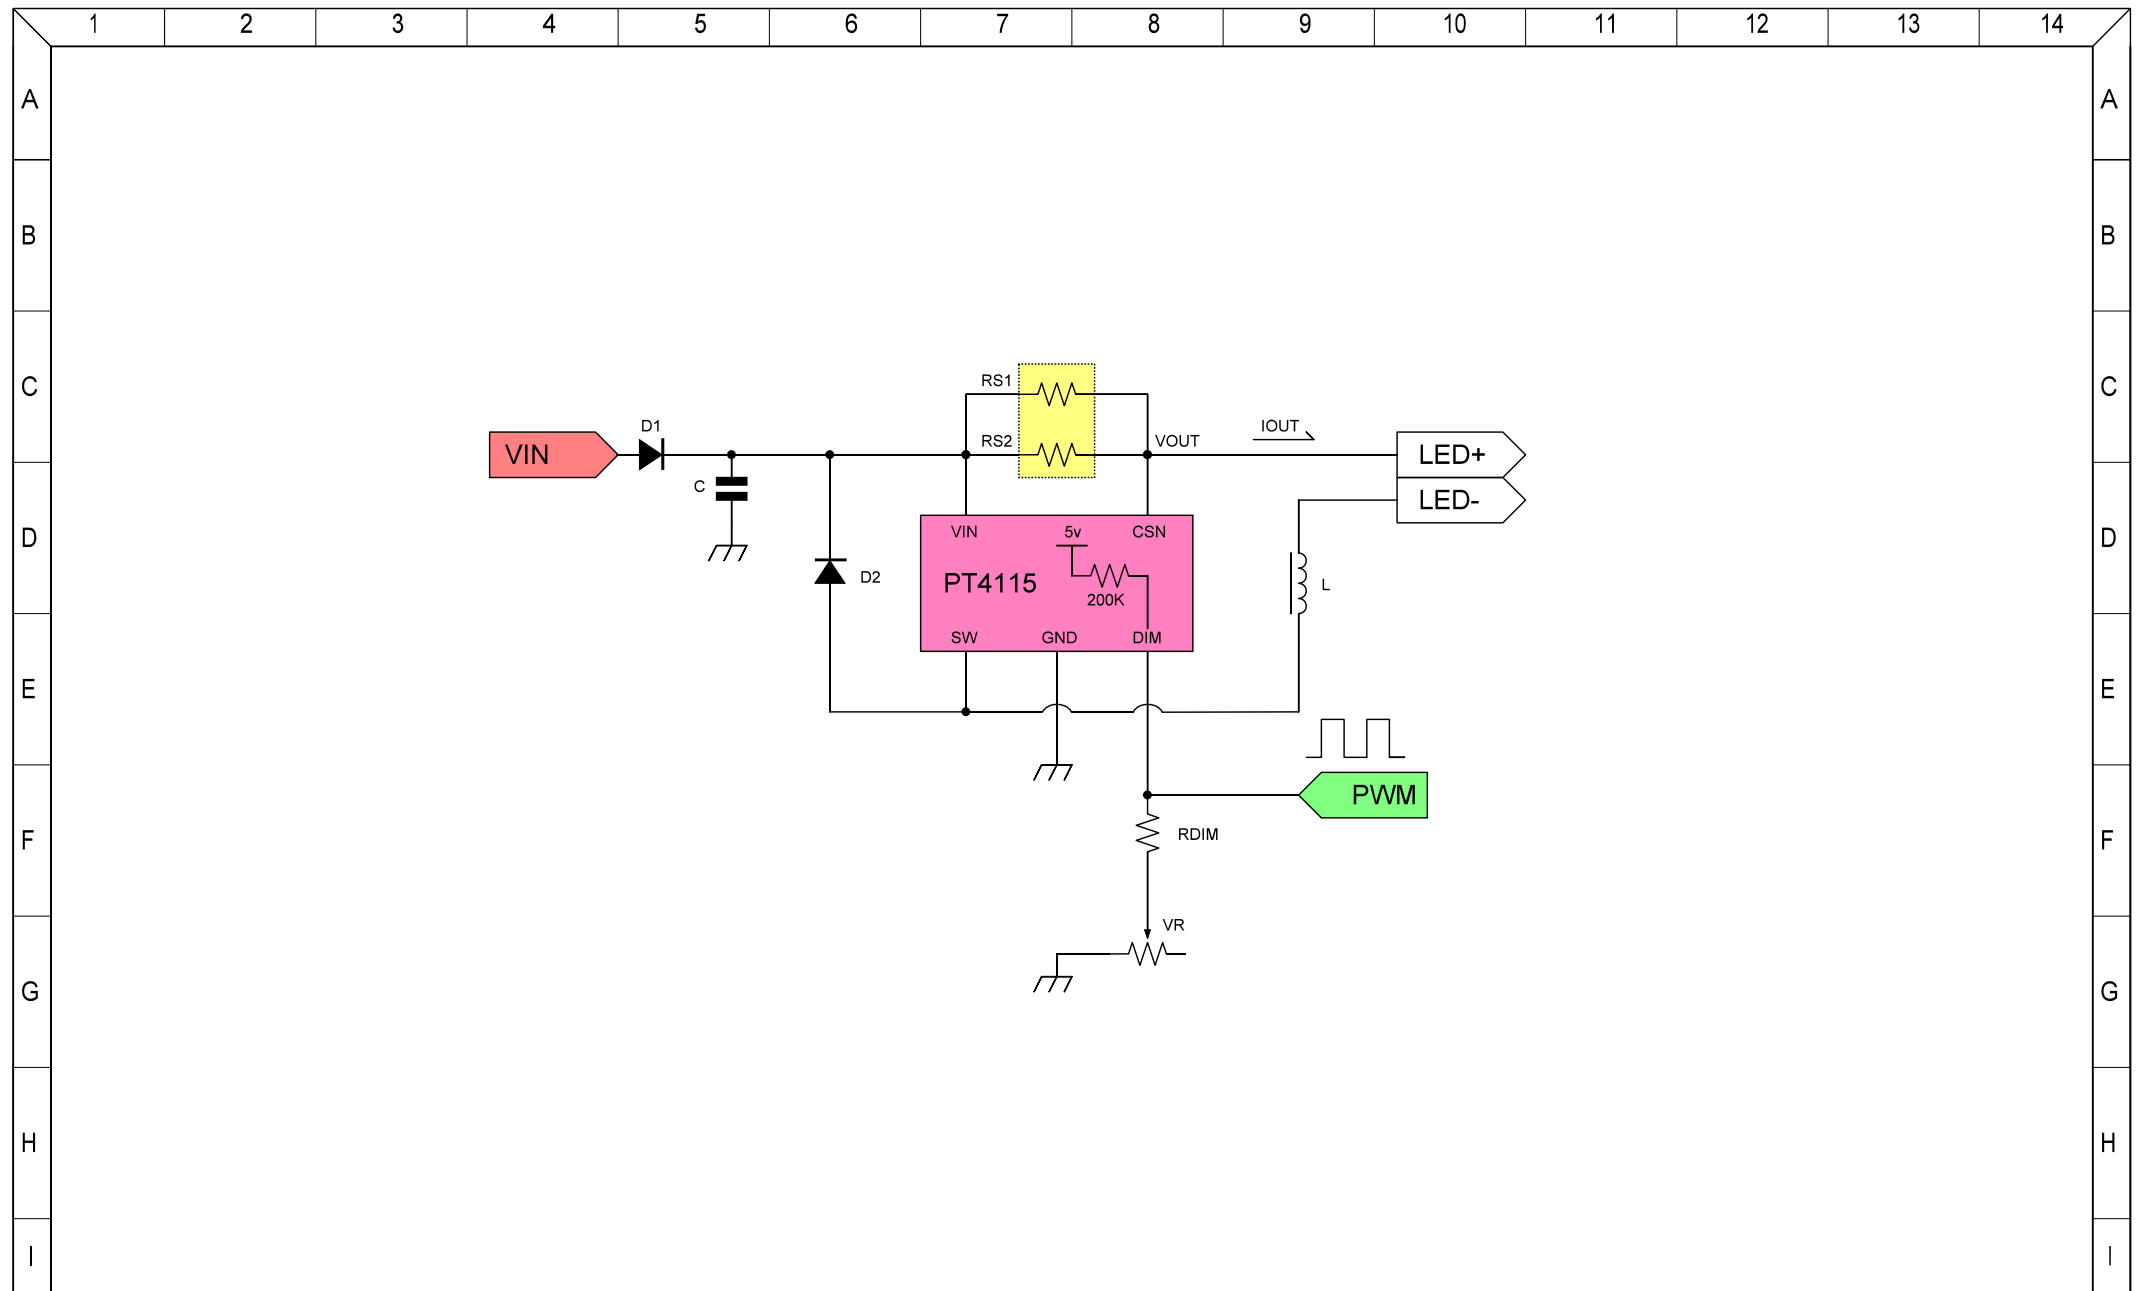 1 2 3 4 5 6 7 8 9 10 11 12 13 14
A A
B B
C C
RS1
D1
IOUT
RS2
VOUT
VIN
LED+
C
LED-
VIN 5v CSN
D D
D2
PT4115
L
200K
SW GND DIM
E E
PWM
RDIM
F F
VR
G G
H H
I I